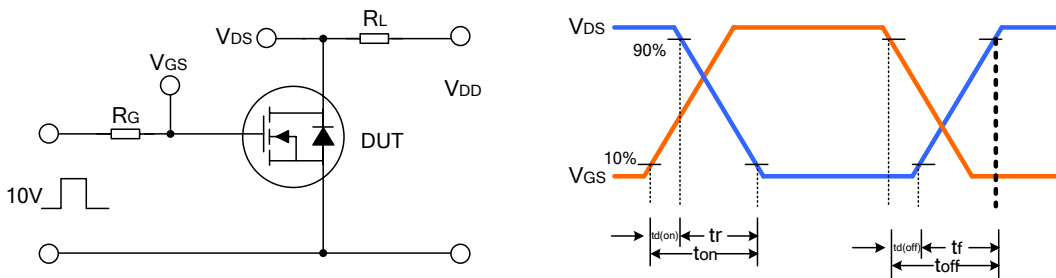 VDS
RL
VGS
VDD
RG
DUT
10V
VDS
90%
10%
VGS
td(on)
tr
ton
td(off)
tf
toff